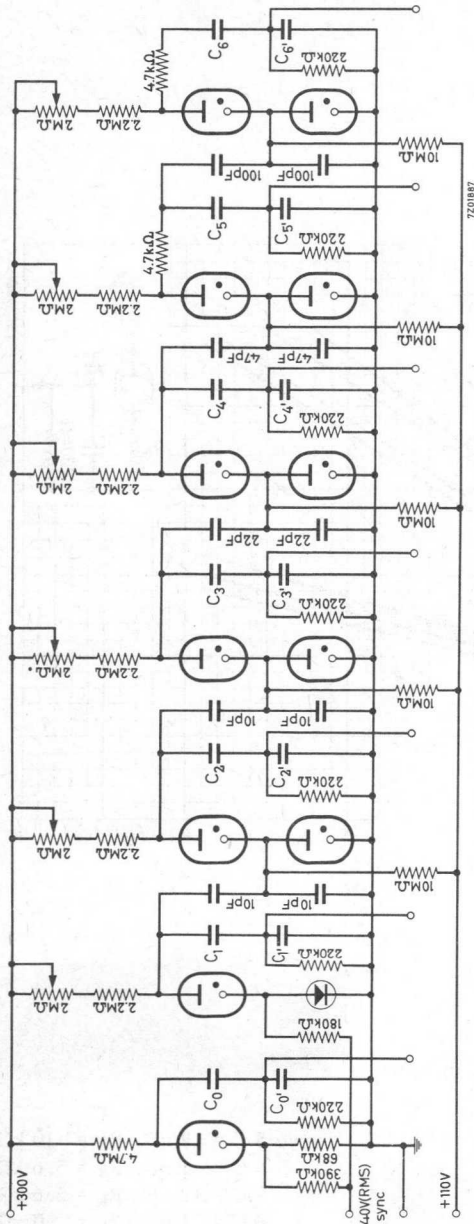 +300V
4.7MΩ
2MΩ
2.2MΩ
2MΩ
2.2MΩ
2MΩ
2.2MΩ
2MΩ
2.2MΩ
2MΩ
2.2MΩ
2MΩ
2.2MΩ
4.7kΩ
4.7kΩ
C0
C1
10pF
C2
10pF
C3
22pF
C4
47pF
C5
100pF
C6
C0'
C1'
10pF
C2'
10pF
C3'
22pF
C4'
47pF
C5'
100pF
C6'
390kΩ
68kΩ
220kΩ
180kΩ
220kΩ
220kΩ
220kΩ
220kΩ
220kΩ
220kΩ
40V(RMS)
sync
10MΩ
10MΩ
10MΩ
10MΩ
10MΩ
+110V
7Z01887